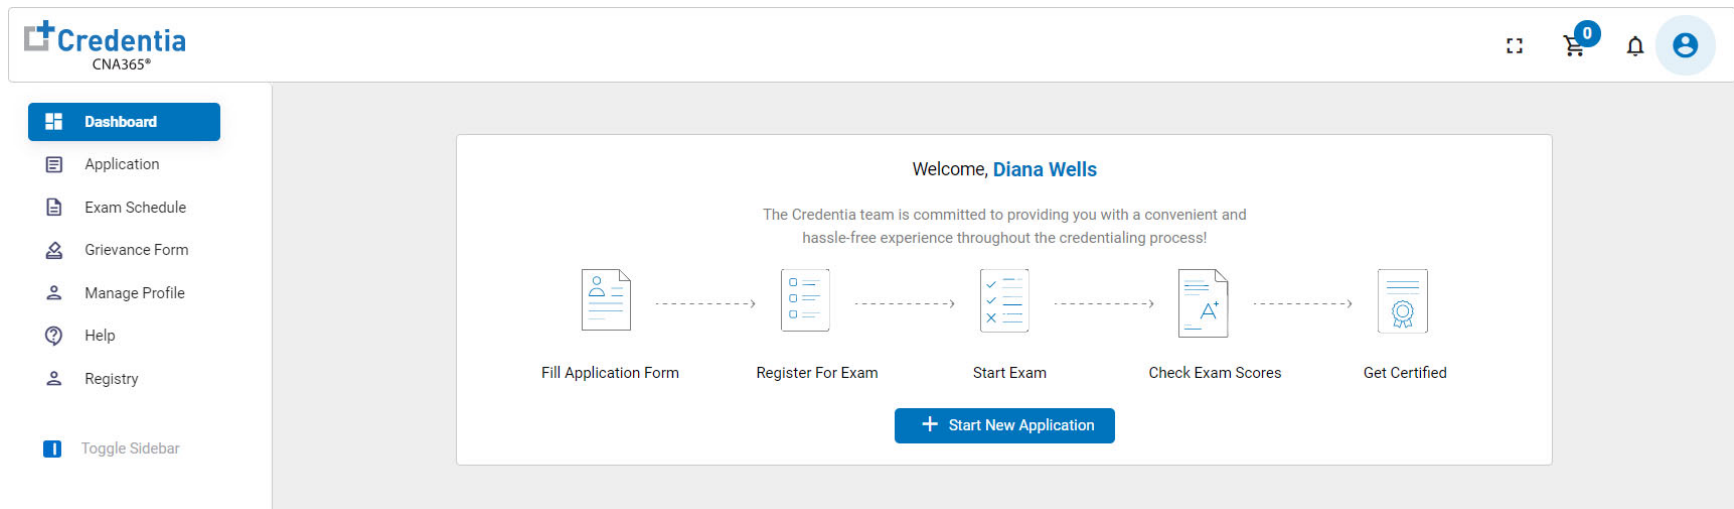 Credentia
CNA365®
0
Dashboard
Application
Exam Schedule
Grievance Form
Manage Profile
Help
Registry
Toggle Sidebar
Welcome, Diana Wells
The Credentia team is committed to providing you with a convenient and
hassle-free experience throughout the credentialing process!
A+
Fill Application Form
Register For Exam
Start Exam
Check Exam Scores
Get Certified
+ Start New Application